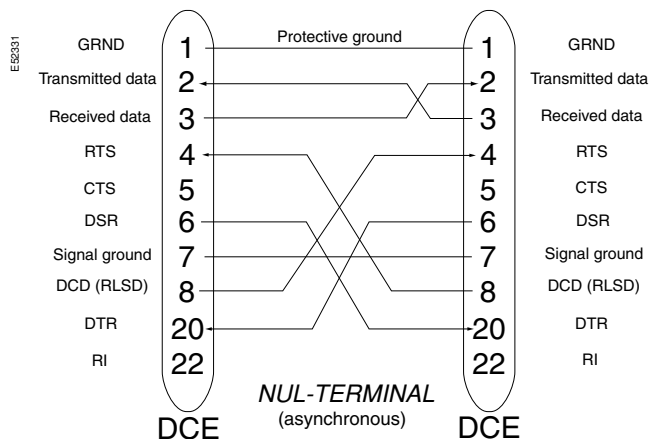 E52331
GRND 1 Protective ground 1 GRND
Transmitted data 2 2 Transmitted data
Received data 3 3 Received data
RTS 4 4 RTS
CTS 5 5 CTS
DSR 6 6 DSR
Signal ground 7 7 Signal ground
DCD (RLSD) 8 8 DCD (RLSD)
DTR 20 20 DTR
RI 22 22 RI
NUL-TERMINAL
(asynchronous)
DCE DCE